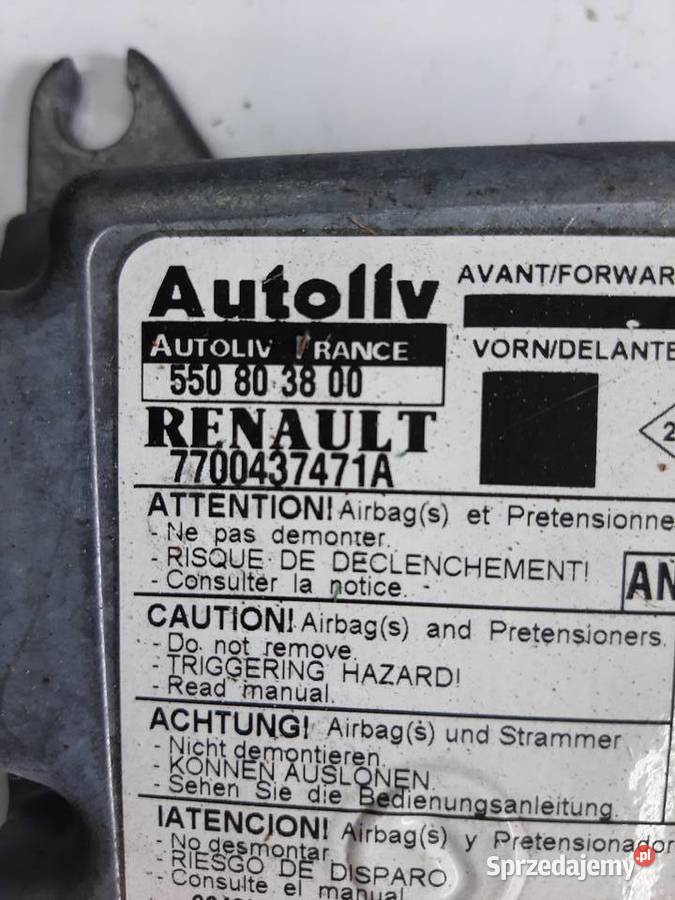 Autoliv AVANT/FORWAR
AUTOLIV FRANCE
VORN/DELANTE
550 80 38 00
RENAULT
2
7700437471A
ATTENTION! Airbag(s) et Pretensionne
- Ne pas demonter.
- RISQUE DE DECLENCHEMENT!
- Consulter la notice. -
AN
CAUTION! Airbag(s) and Pretensioners.
- Do not remove
- TRIGGERING HAZARD!
- Read manual.
ACHTUNG! Airbag(s) und Strammer
- Nicht demontieren.
- KONNEN AUSLONEN.
- Sehen Sie die Bedienungsanleitung.
IATENCION! Airbag(s) y Pretensionador
- No desmontar.
- RIESGO DE DISPARO.
- Consulte el manual.
Sprzedajemy.pl